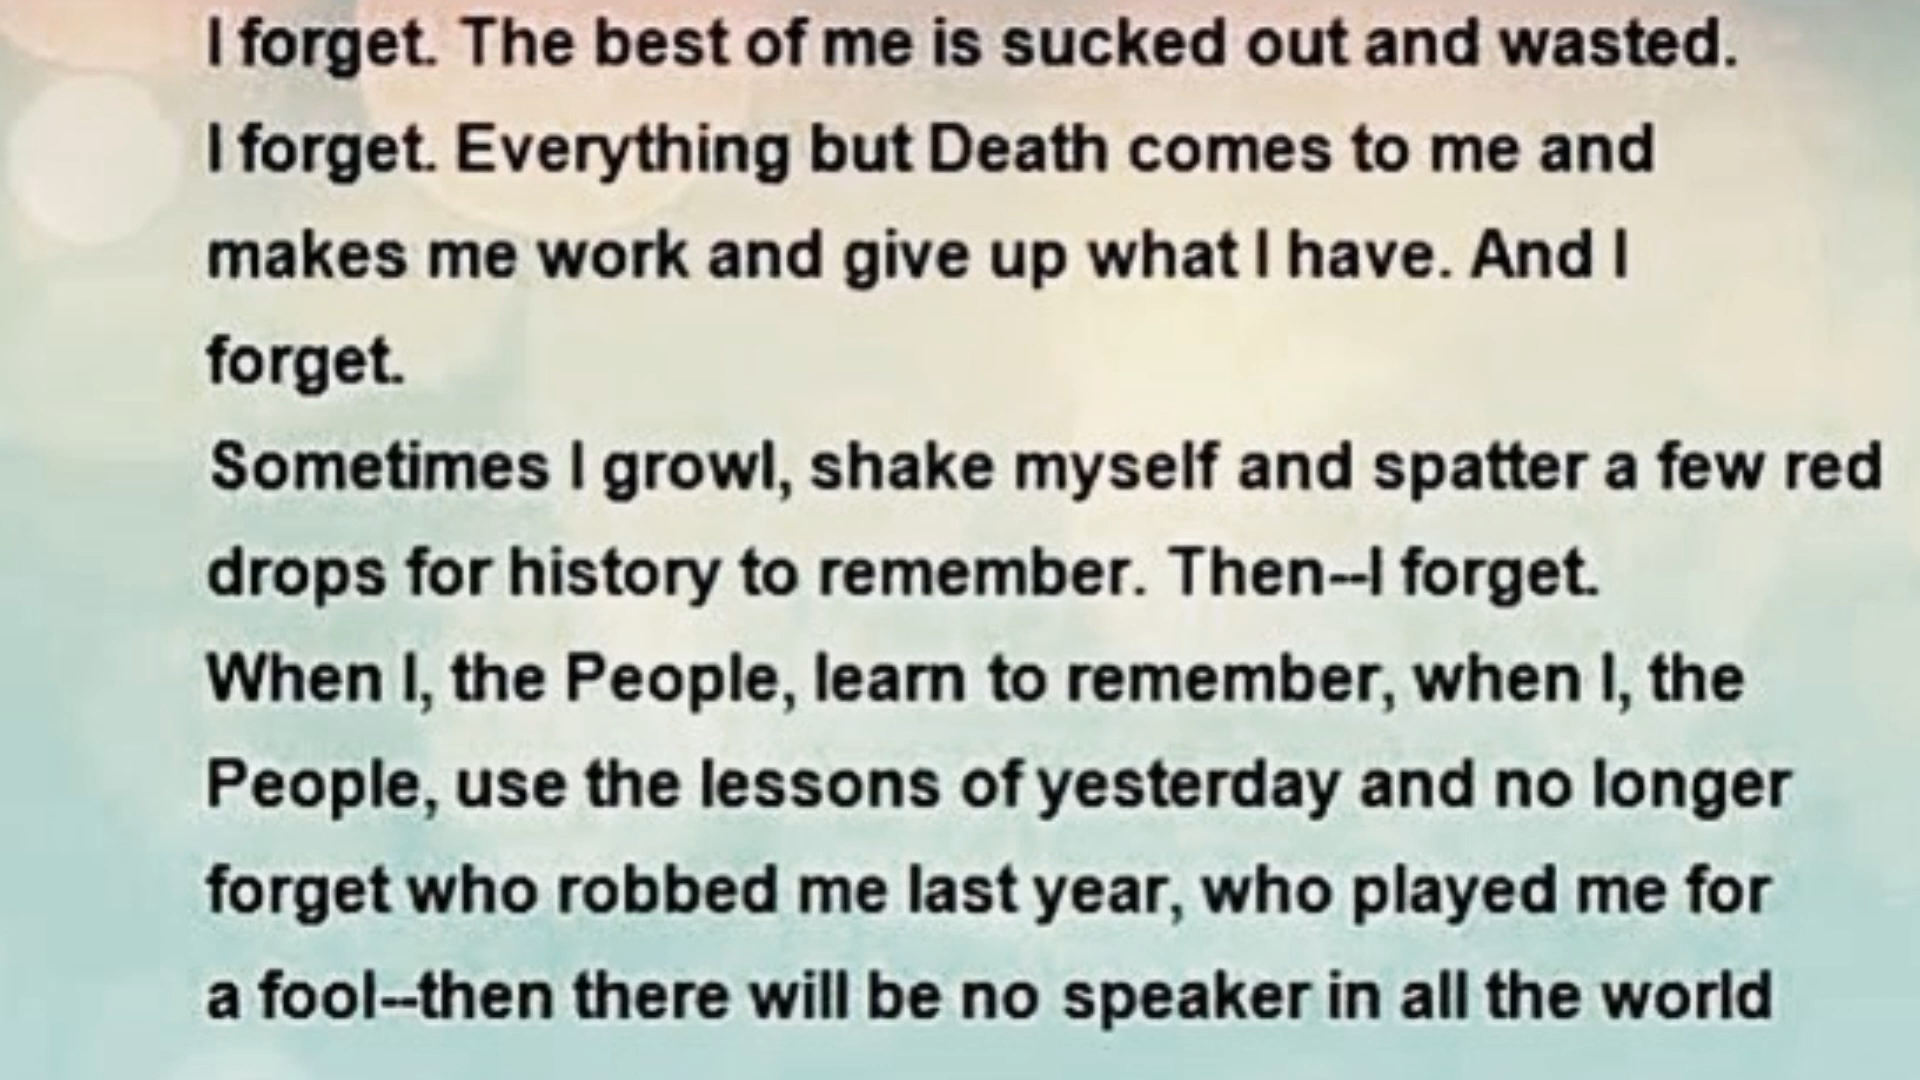 I forget. The best of me is sucked out and wasted.
I forget. Everything but Death comes to me and
makes me work and give up what I have. And I
forget.
Sometimes I growl, shake myself and spatter a few red
drops for history to remember. Then--I forget.
When I, the People, learn to remember, when I, the
People, use the lessons of yesterday and no longer
forget who robbed me last year, who played me for
a fool--then there will be no speaker in all the world